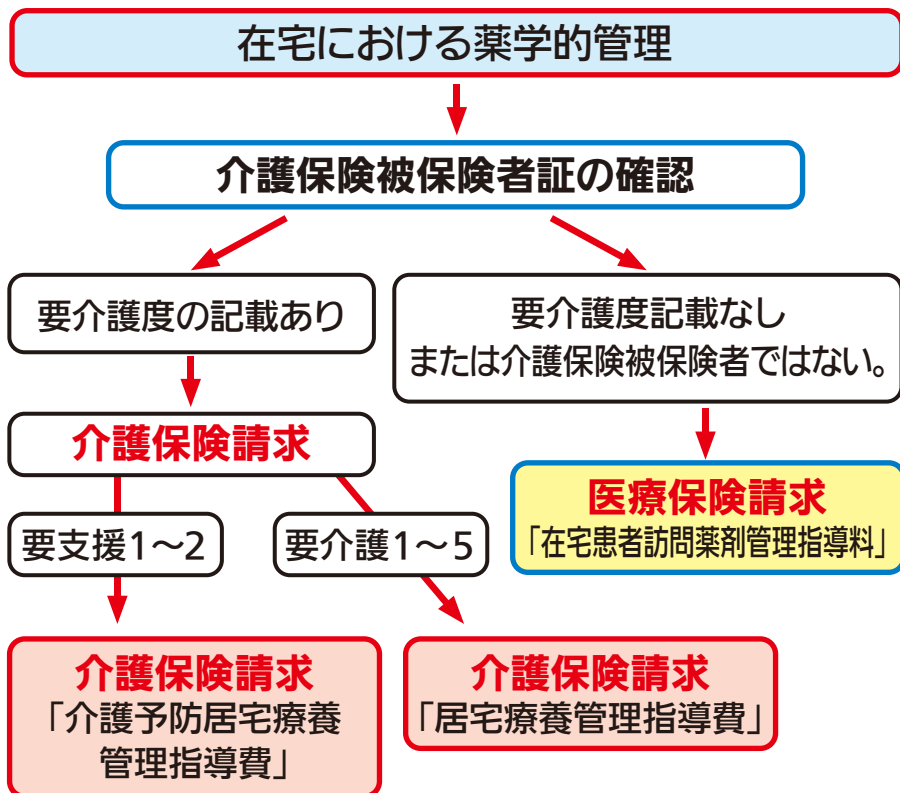 在宅における薬学的管理
介護保険被保険者証の確認
要介護度の記載あり
要介護度記載なし
または介護保険被保険者ではない。
介護保険請求
医療保険請求
「在宅患者訪問薬剤管理指導料」
要支援1〜2
要介護1〜5
介護保険請求
「介護予防居宅療養
管理指導費」
介護保険請求
「居宅療養管理指導費」